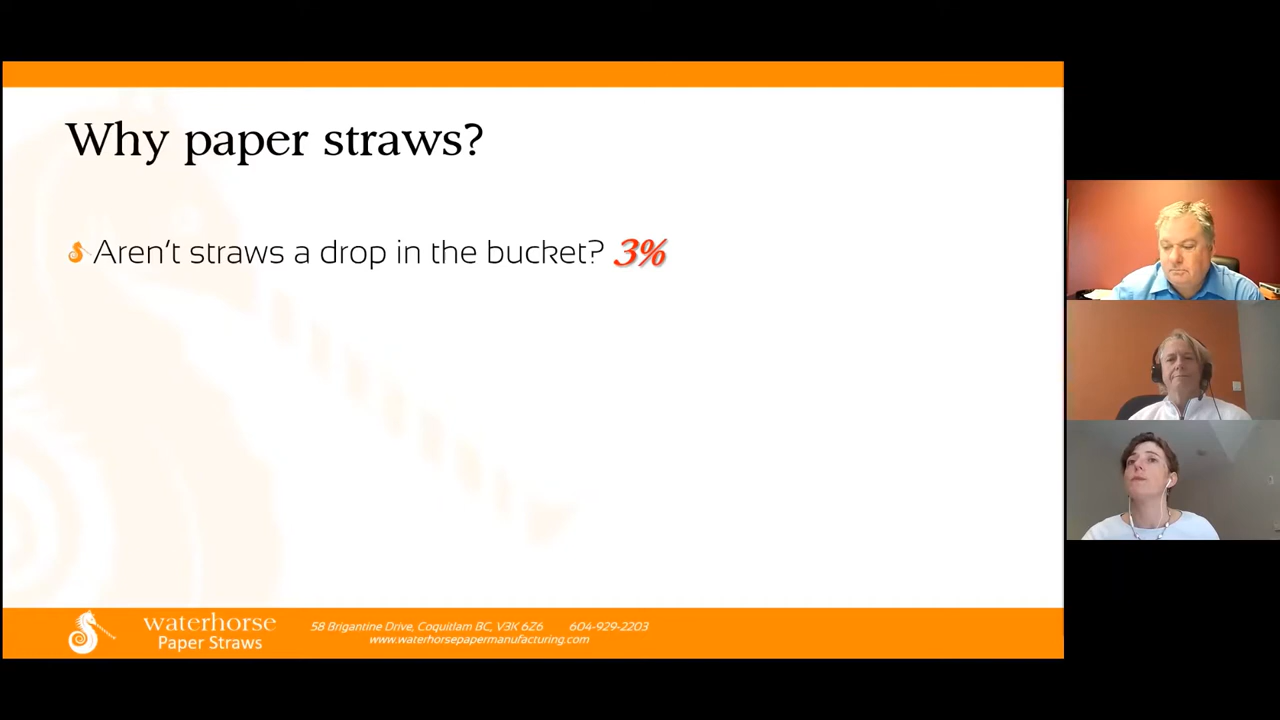 Why paper straws?
Aren't straws a drop in the bucket? 3%
waterhorse
Paper Straws
58 Brigantine Drive, Coquitlam BC, V3K 6Z6 604-929-2203
www.waterhorsepapermanufacturing.com